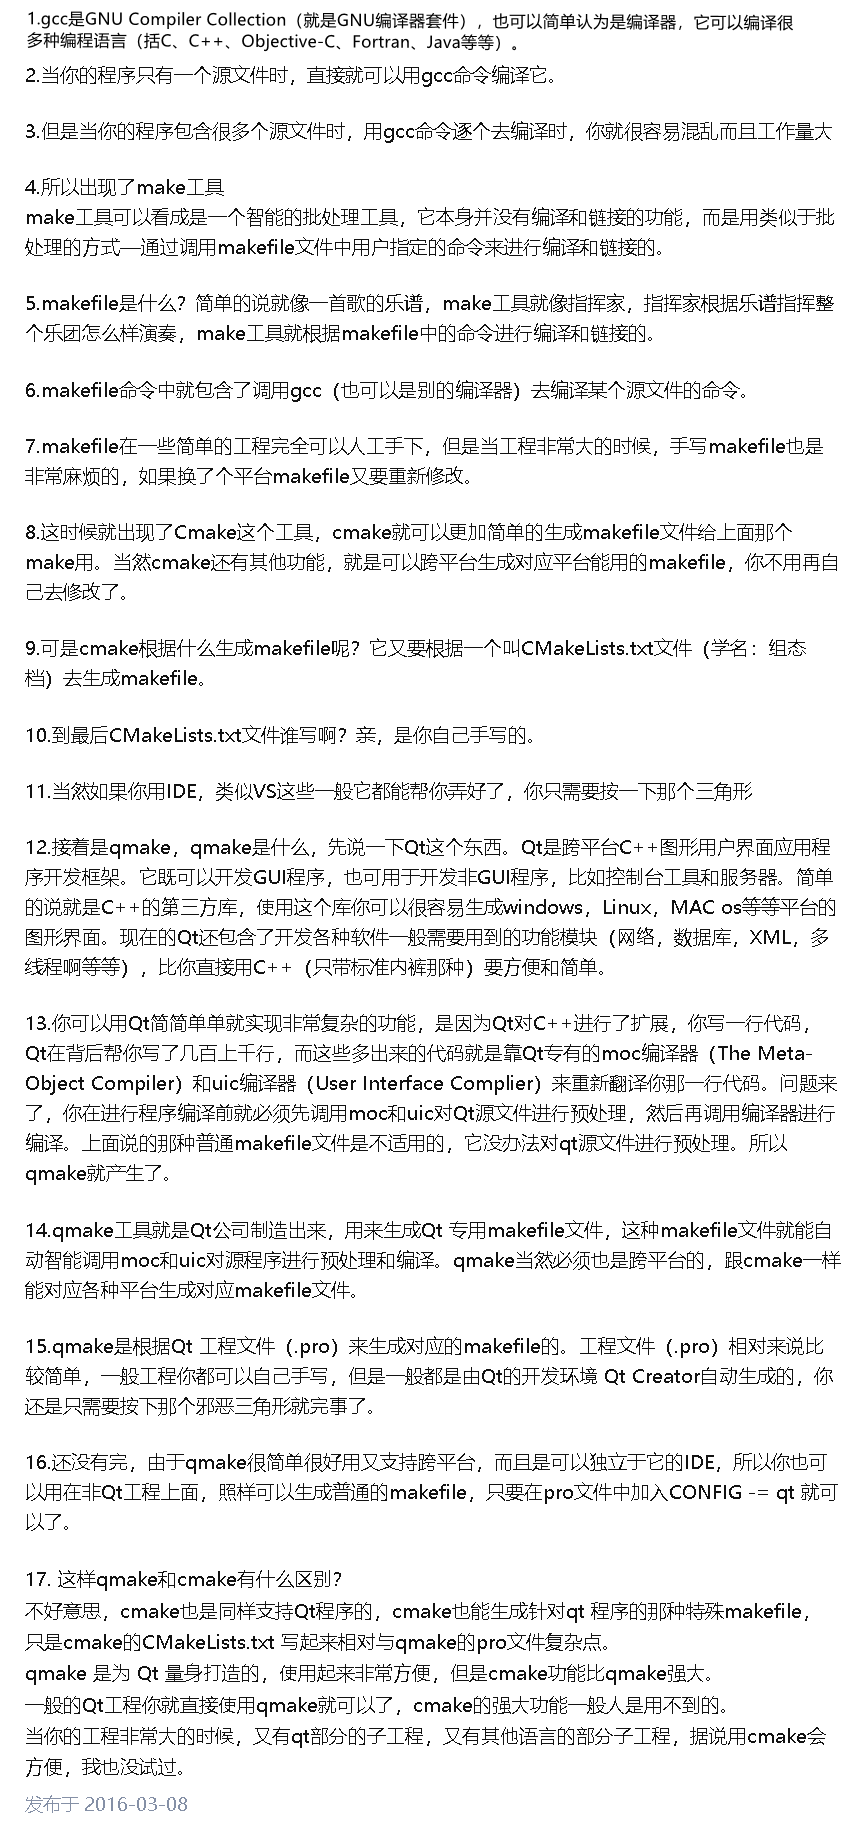 1.gcc是GNU Compiler Collection（就是GNU编译器套件），也可以简单认为是编译器，它可以编译很
多种编程语言（括C、C++、Objective-C、Fortran、Java等等）。
2.当你的程序只有一个源文件时，直接就可以用gcc命令编译它。
3.但是当你的程序包含很多个源文件时，用gcc命令逐个去编译时，你就很容易混乱而且工作量大
4.所以出现了make工具
make工具可以看成是一个智能的批处理工具，它本身并没有编译和链接的功能，而是用类似于批
处理的方式—通过调用makefile文件中用户指定的命令来进行编译和链接的。
5.makefile是什么？简单的说就像一首歌的乐谱，make工具就像指挥家，指挥家根据乐谱指挥整
个乐团怎么样演奏，make工具就根据makefile中的命令进行编译和链接的。
6.makefile命令中就包含了调用gcc（也可以是别的编译器）去编译某个源文件的命令。
7.makefile在一些简单的工程完全可以人工手下，但是当工程非常大的时候，手写makefile也是
非常麻烦的，如果换了个平台makefile又要重新修改。
8.这时候就出现了Cmake这个工具，cmake就可以更加简单的生成makefile文件给上面那个
make用。当然cmake还有其他功能，就是可以跨平台生成对应平台能用的makefile，你不用再自
己去修改了。
9.可是cmake根据什么生成makefile呢？它又要根据一个叫CMakeLists.txt文件（学名：组态
档）去生成makefile。
10.到最后CMakeLists.txt文件谁写啊？亲，是你自己手写的。
11.当然如果你用IDE，类似VS这些一般它都能帮你弄好了，你只需要按一下那个三角形
12.接着是qmake，qmake是什么，先说一下Qt这个东西。Qt是跨平台C++图形用户界面应用程
序开发框架。它既可以开发GUI程序，也可用于开发非GUI程序，比如控制台工具和服务器。简单
的说就是C++的第三方库，使用这个库你可以很容易生成windows，Linux，MAC os等等平台的
图形界面。现在的Qt还包含了开发各种软件一般需要用到的功能模块（网络，数据库，XML，多
线程啊等等），比你直接用C++（只带标准内裤那种）要方便和简单。
13.你可以用Qt简简单单就实现非常复杂的功能，是因为Qt对C++进行了扩展，你写一行代码，
Qt在背后帮你写了几百上千行，而这些多出来的代码就是靠Qt专有的moc编译器（The Meta-
Object Compiler）和uic编译器（User Interface Complier）来重新翻译你那一行代码。问题来
了，你在进行程序编译前就必须先调用moc和uic对Qt源文件进行预处理，然后再调用编译器进行
编译。上面说的那种普通makefile文件是不适用的，它没办法对qt源文件进行预处理。所以
qmake就产生了。
14.qmake工具就是Qt公司制造出来，用来生成Qt 专用makefile文件，这种makefile文件就能自
动智能调用moc和uic对源程序进行预处理和编译。qmake当然必须也是跨平台的，跟cmake一样
能对应各种平台生成对应makefile文件。
15.qmake是根据Qt 工程文件（.pro）来生成对应的makefile的。工程文件（.pro）相对来说比
较简单，一般工程你都可以自己手写，但是一般都是由Qt的开发环境 Qt Creator自动生成的，你
还是只需要按下那个邪恶三角形就完事了。
16.还没有完，由于qmake很简单很好用又支持跨平台，而且是可以独立于它的IDE，所以你也可
以用在非Qt工程上面，照样可以生成普通的makefile，只要在pro文件中加入CONFIG -= qt 就可
以了。
17. 这样qmake和cmake有什么区别？
不好意思，cmake也是同样支持Qt程序的，cmake也能生成针对qt 程序的那种特殊makefile，
只是cmake的CMakeLists.txt 写起来相对与qmake的pro文件复杂点。
qmake 是为 Qt 量身打造的，使用起来非常方便，但是cmake功能比qmake强大。
一般的Qt工程你就直接使用qmake就可以了，cmake的强大功能一般人是用不到的。
当你的工程非常大的时候，又有qt部分的子工程，又有其他语言的部分子工程，据说用cmake会
方便，我也没试过。
发布于 2016-03-08